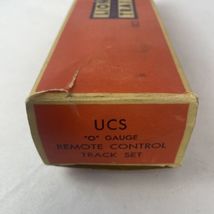 UCS
"O" GAUGE
REMOTE CONTROL
TRACK SET